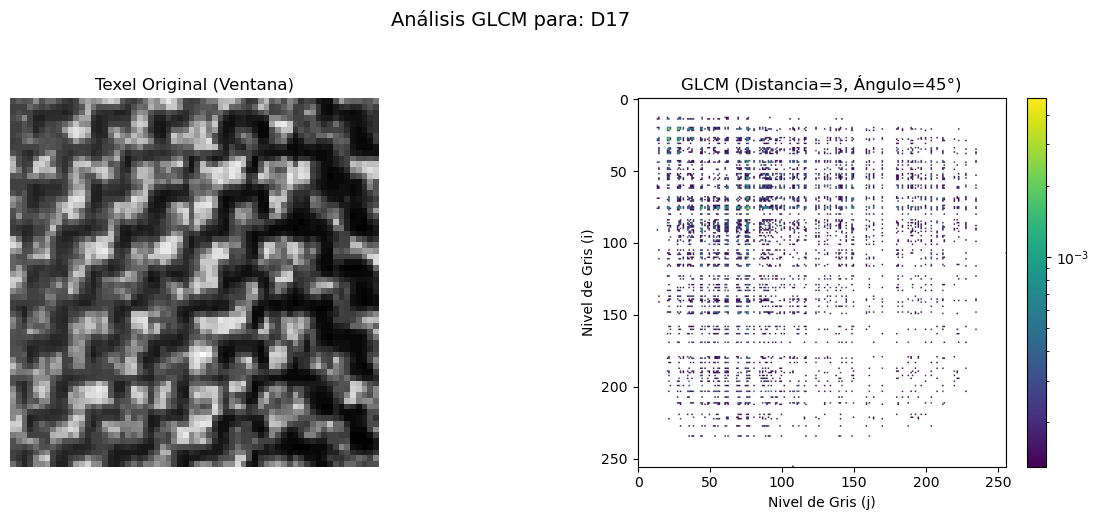 Análisis GLCM para: D17
Texel Original (Ventana)
GLCM (Distancia=3, Ángulo=45°)
Nivel de Gris (i)
0
50
100
150
200
250
0 50 100 150 200 250
Nivel de Gris (j)
10⁻³